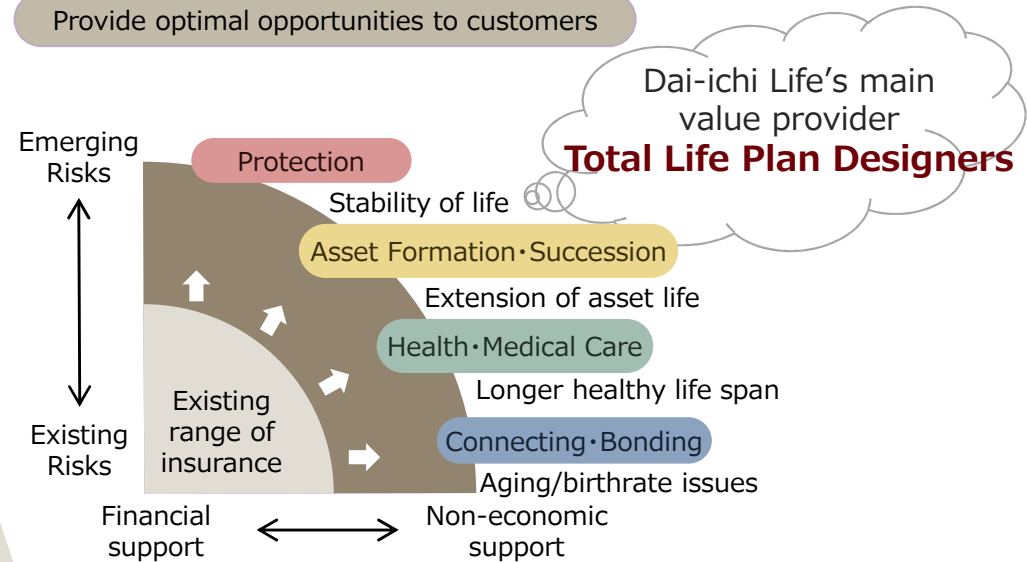 Provide optimal opportunities to customers
Dai-ichi Life’s main
value provider
Total Life Plan Designers
Emerging
Risks
Protection
Stability of life
Asset Formation・Succession
Extension of asset life
Health・Medical Care
Longer healthy life span
Existing
range of
insurance
Existing
Risks
Connecting・Bonding
Aging/birthrate issues
Financial
support
Non-economic
support